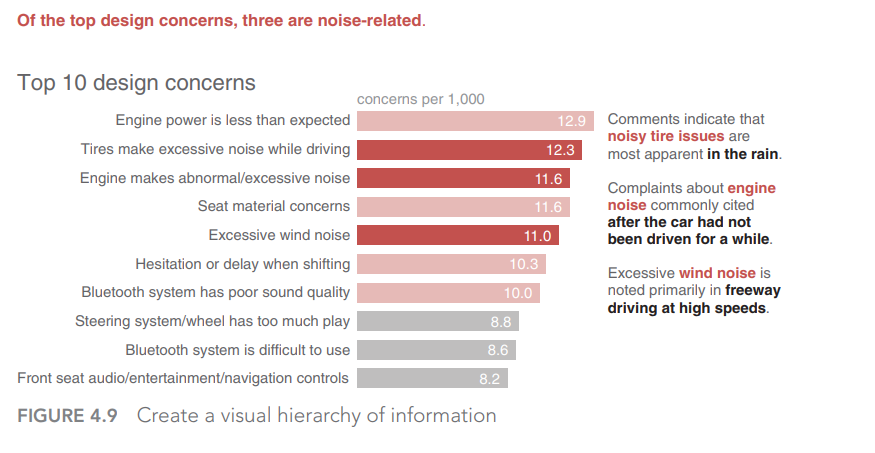 Of the top design concerns, three are noise-related.
Top 10 design concerns
concerns per 1,000
Engine power is less than expected 12.9
Tires make excessive noise while driving 12.3
Engine makes abnormal/excessive noise 11.6
Seat material concerns 11.6
Excessive wind noise 11.0
Hesitation or delay when shifting 10.3
Bluetooth system has poor sound quality 10.0
Steering system/wheel has too much play 8.8
Bluetooth system is difficult to use 8.6
Front seat audio/entertainment/navigation controls 8.2
Comments indicate that
noisy tire issues are
most apparent in the rain.
Complaints about engine
noise commonly cited
after the car had not
been driven for a while.
Excessive wind noise is
noted primarily in freeway
driving at high speeds.
FIGURE 4.9 Create a visual hierarchy of information